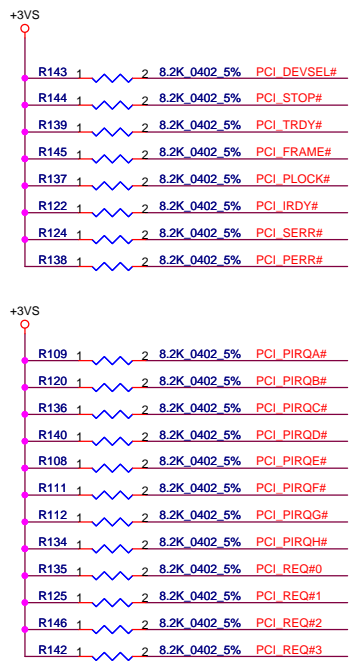 +3VS
R143 1 2 8.2K_0402_5% PCI_DEVSEL#
R144 1 2 8.2K_0402_5% PCI_STOP#
R139 1 2 8.2K_0402_5% PCI_TRDY#
R145 1 2 8.2K_0402_5% PCI_FRAME#
R137 1 2 8.2K_0402_5% PCI_PLOCK#
R122 1 2 8.2K_0402_5% PCI_IRDY#
R124 1 2 8.2K_0402_5% PCI_SERR#
R138 1 2 8.2K_0402_5% PCI_PERR#
+3VS
R109 1 2 8.2K_0402_5% PCI_PIRQA#
R120 1 2 8.2K_0402_5% PCI_PIRQB#
R136 1 2 8.2K_0402_5% PCI_PIRQC#
R140 1 2 8.2K_0402_5% PCI_PIRQD#
R108 1 2 8.2K_0402_5% PCI_PIRQE#
R111 1 2 8.2K_0402_5% PCI_PIRQF#
R112 1 2 8.2K_0402_5% PCI_PIRQG#
R134 1 2 8.2K_0402_5% PCI_PIRQH#
R135 1 2 8.2K_0402_5% PCI_REQ#0
R125 1 2 8.2K_0402_5% PCI_REQ#1
R146 1 2 8.2K_0402_5% PCI_REQ#2
R142 1 2 8.2K_0402_5% PCI_REQ#3